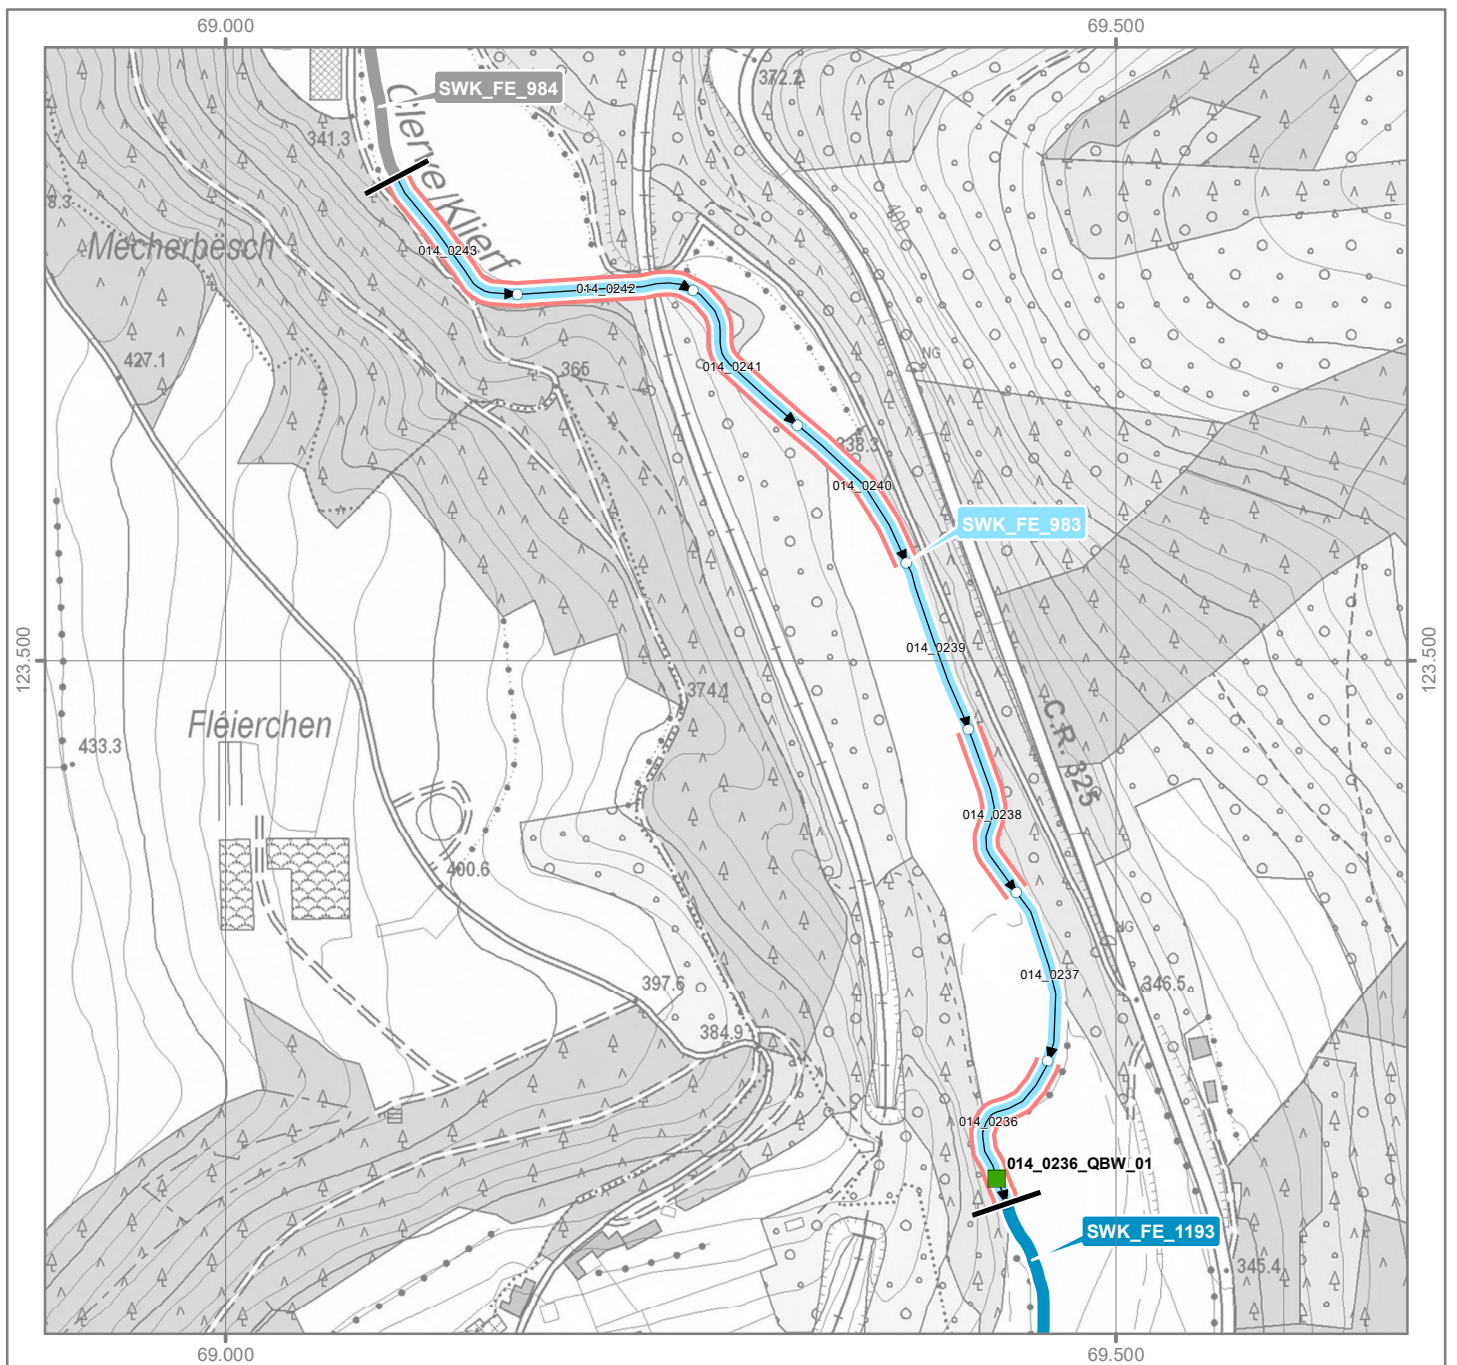 69.000
69.500
372.2
SWK_FE_984
341.3
Clerve/Klierf
8.3
400
Mecherbësch
014_0243
014_0242
NG
427.1
365
014_0241
338.3
014_0240
SWK_FE_983
014_0239
123.500
123.500
374.1
Fléierchen
433.3
C.R. 325
014_0238
400.6
NG
014_0237
397.6
346.5
384.9
014_0236
014_0236_QBW_01
SWK_FE_1193
345.4
69.000
69.500